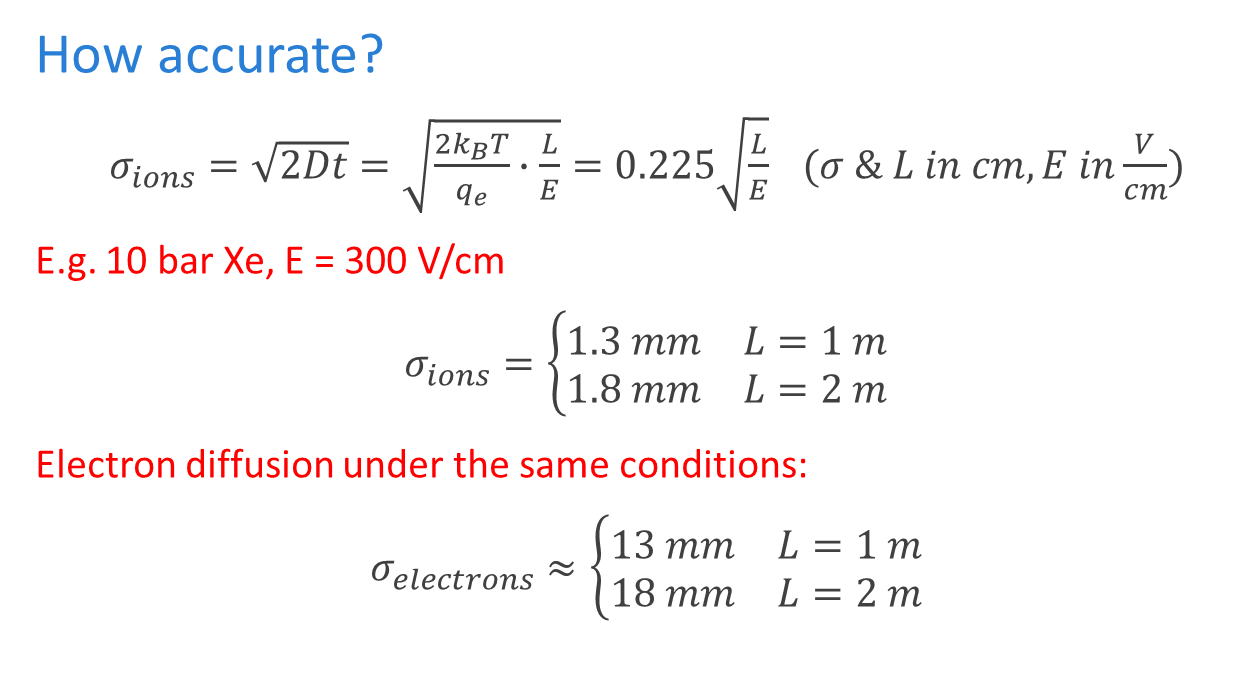 How accurate?
σ_ions = √(2Dt) = √(2k_BT/q_e · L/E) = 0.225 √(L/E) (σ & L in cm, E in V/cm)
E.g. 10 bar Xe, E = 300 V/cm
σ_ions = { 1.3 mm L = 1 m
1.8 mm L = 2 m
Electron diffusion under the same conditions:
σ_electrons ≈ { 13 mm L = 1 m
18 mm L = 2 m